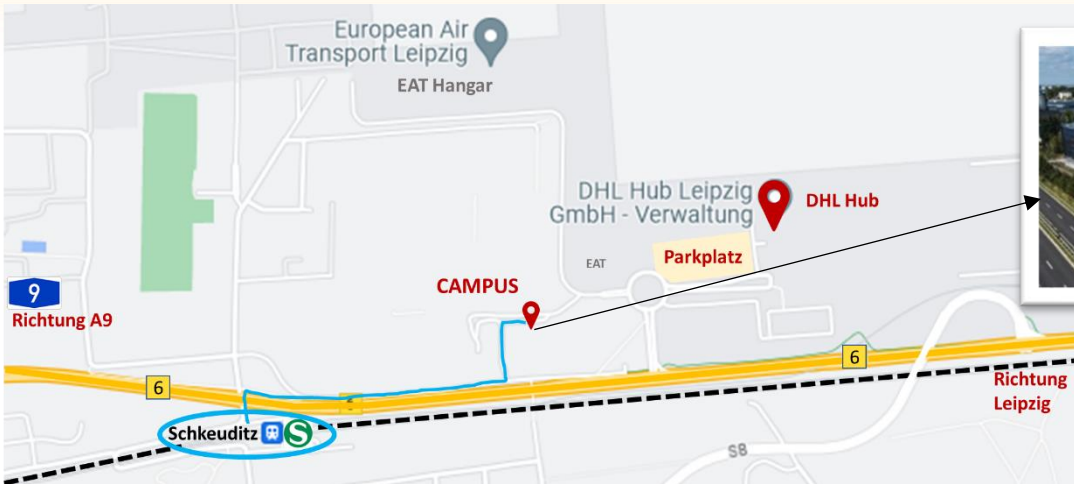 European Air
Transport Leipzig
EAT Hangar
DHL Hub Leipzig
GmbH - Verwaltung
DHL Hub
Parkplatz
EAT
CAMPUS
9
Richtung A9
6
6
Schkeuditz S
Richtung
Leipzig
S8